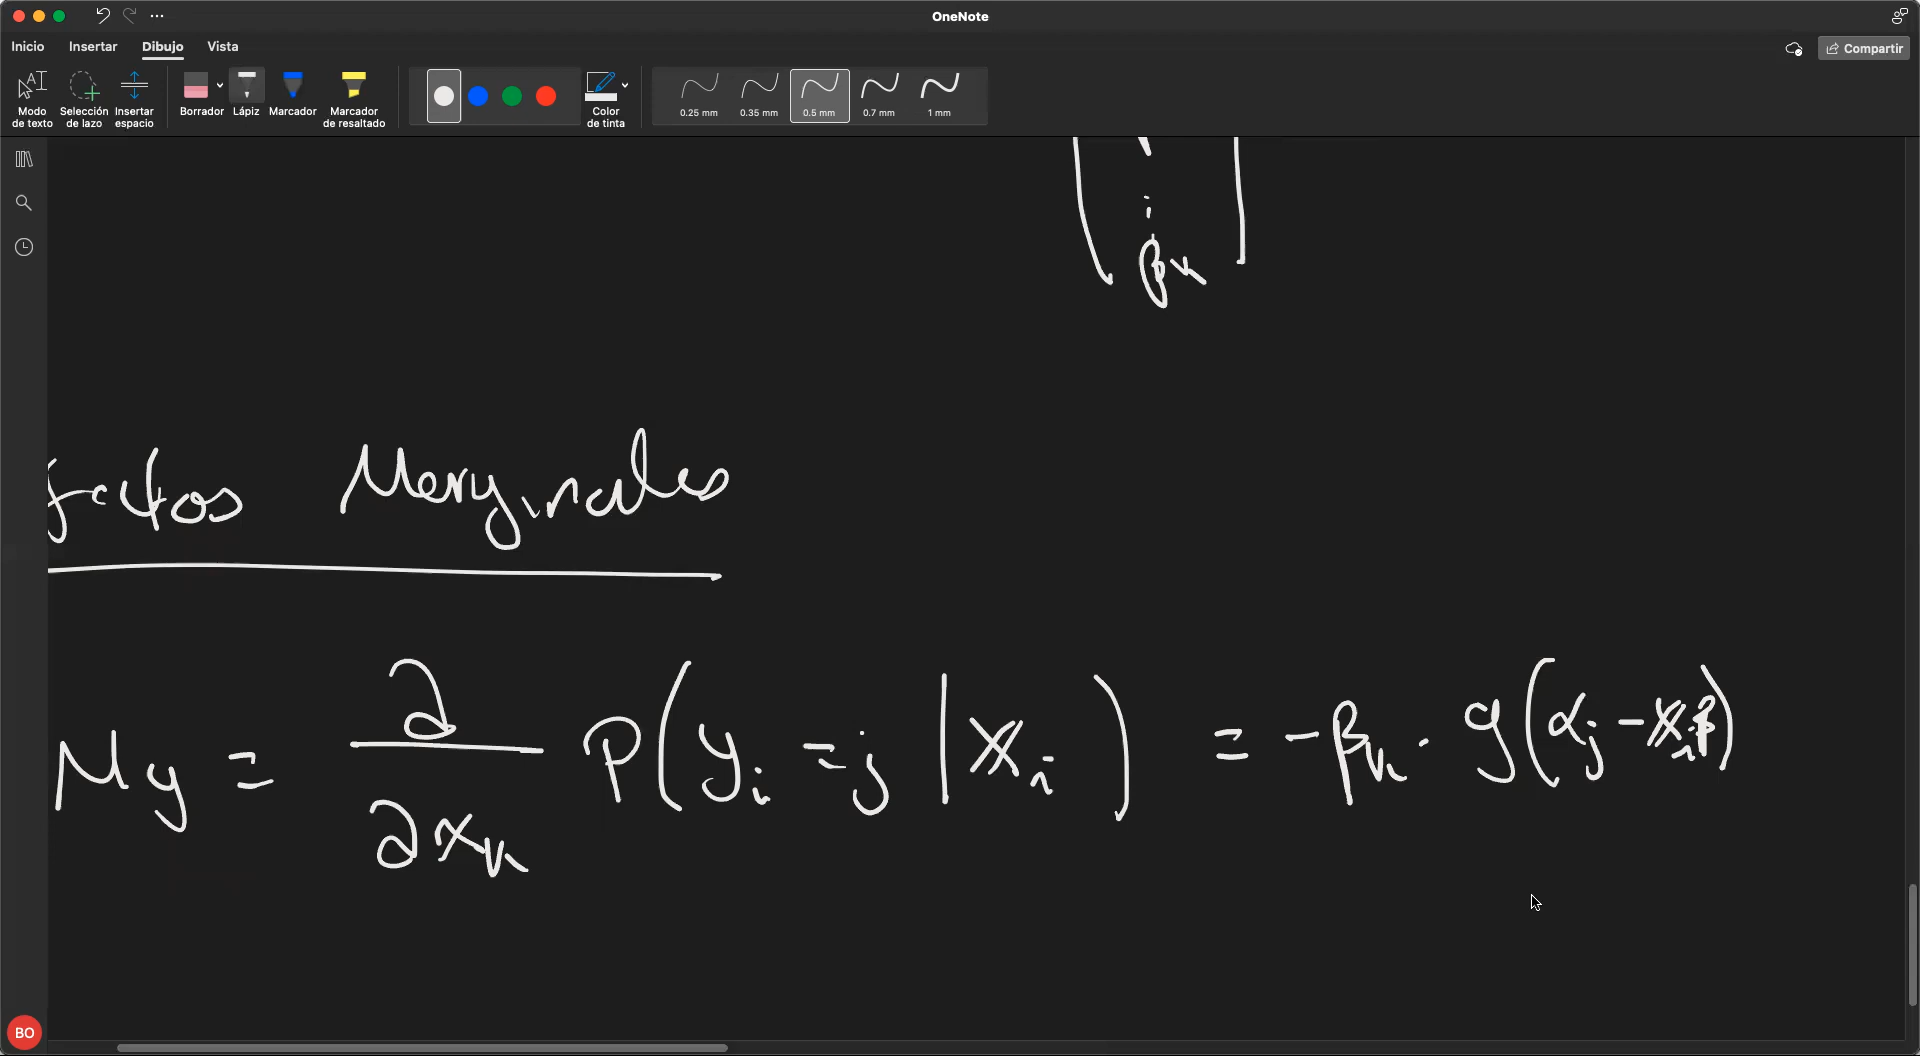 OneNote
Inicio Insertar Dibujo Vista
Compartir
Modo de texto Selección de lazo Insertar espacio Borrador Lápiz Marcador Marcador de resaltado Color de tinta 0.25 mm 0.35 mm 0.5 mm 0.7 mm 1 mm
⋮
βk
fectos Marginales
My = ∂/∂xk P(yi = j | Xi) = -βk · g(αj - Xiβ)
BO